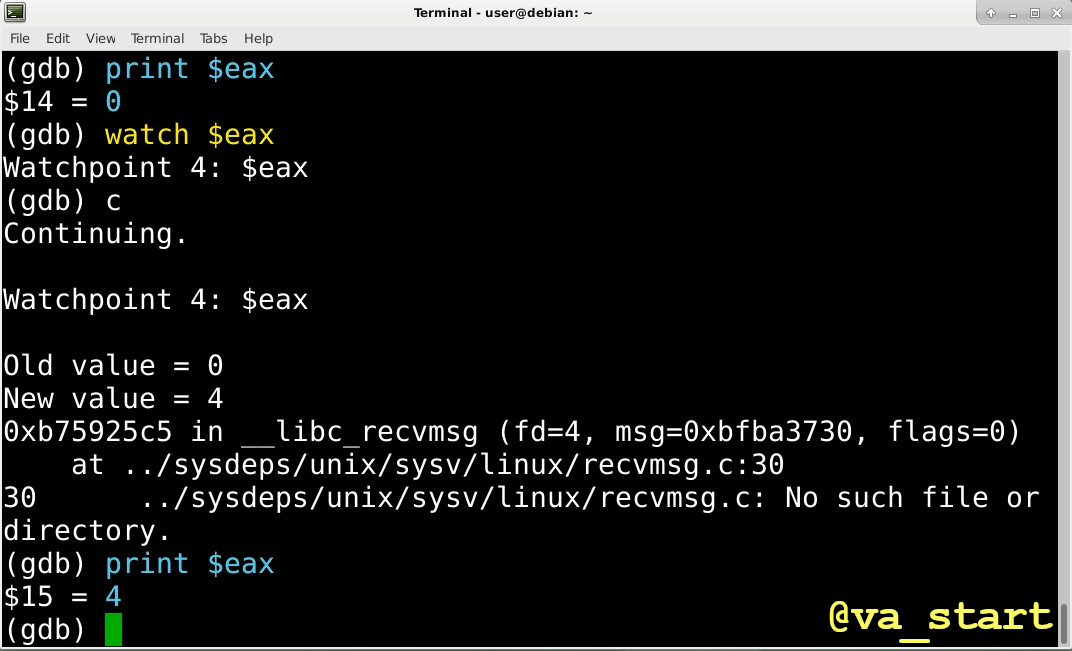 Terminal - user@debian: ~
File Edit View Terminal Tabs Help
(gdb) print $eax
$14 = 0
(gdb) watch $eax
Watchpoint 4: $eax
(gdb) c
Continuing.
Watchpoint 4: $eax
Old value = 0
New value = 4
0xb75925c5 in __libc_recvmsg (fd=4, msg=0xbfba3730, flags=0)
    at ../sysdeps/unix/sysv/linux/recvmsg.c:30
30      ../sysdeps/unix/sysv/linux/recvmsg.c: No such file or
directory.
(gdb) print $eax
$15 = 4
(gdb)
@va_start